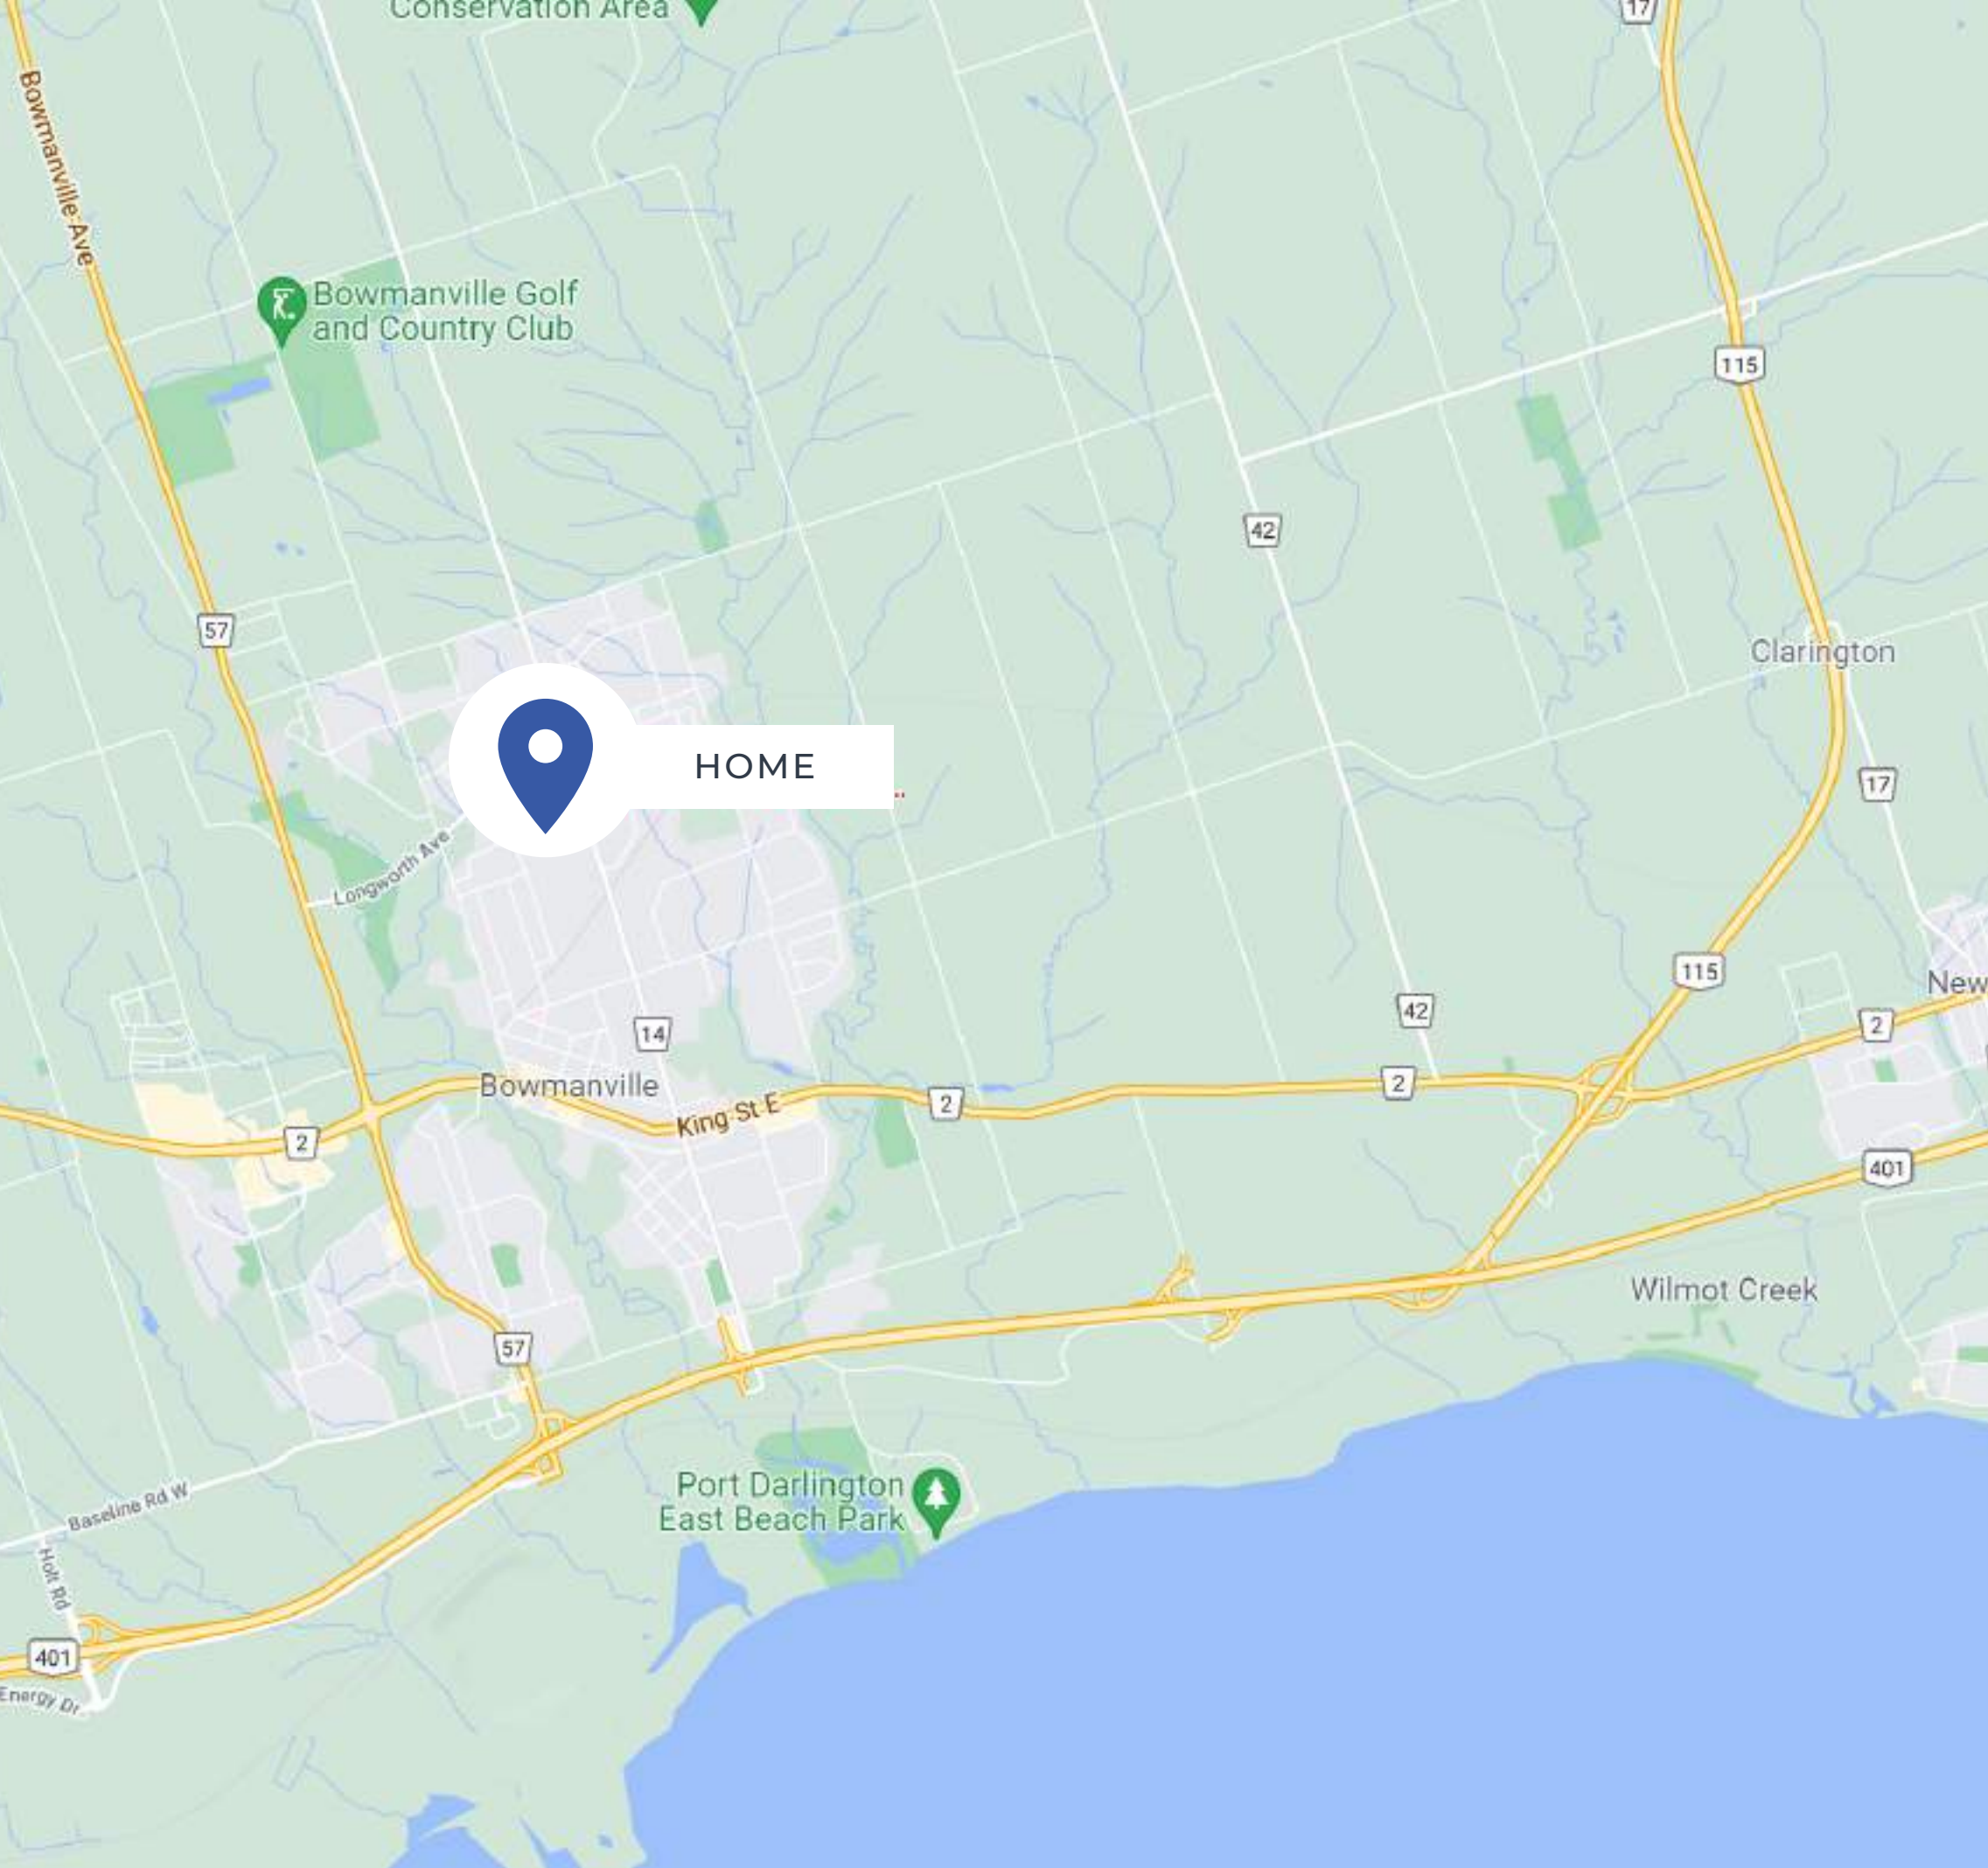 Conservation Area
17
Bowmanville Ave
Bowmanville Golf
and Country Club
115
42
57
Clarington
HOME
17
Longworth Ave
115
New
42
2
14
Bowmanville
King St E
2
2
2
401
Wilmot Creek
57
Port Darlington
East Beach Park
Baseline Rd W
Holt Rd
401
Energy Dr